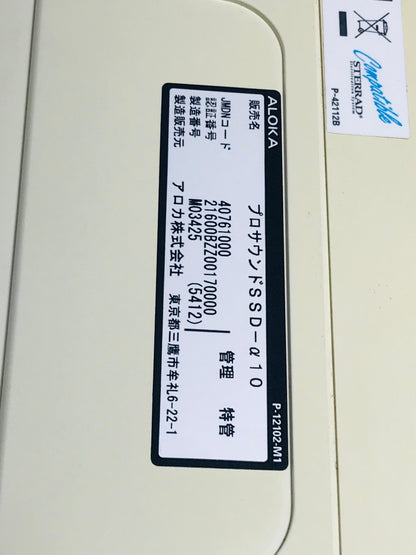 ALOKA
販売名 プロサウンドSSD-α10
JMDNコード 40761000 管理 特管
認証番号 21600BZZ00170000
製造番号 M03425 (5412)
製造販売元 アロカ株式会社 東京都三鷹市牟礼6-22-1
P-12102-M1
Compatible
STERRAD®
Sterilization System
P-42112B